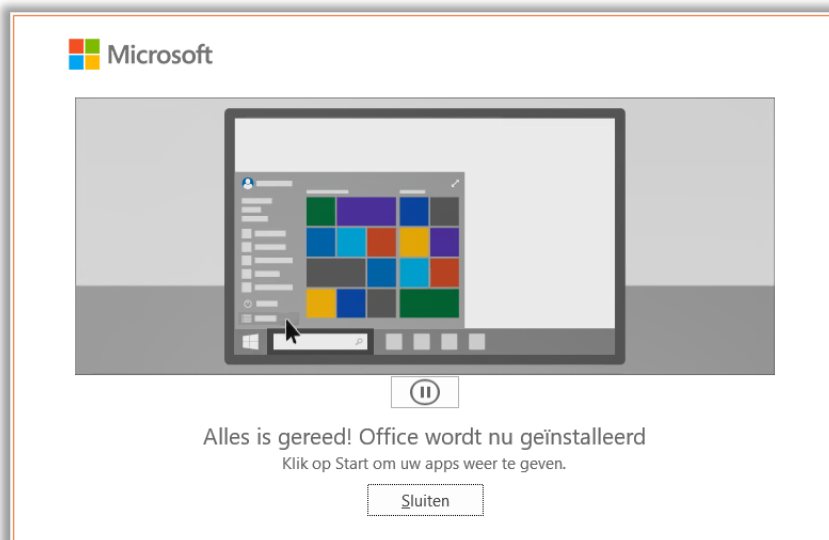 Microsoft
Alles is gereed! Office wordt nu geïnstalleerd
Klik op Start om uw apps weer te geven.
Sluiten